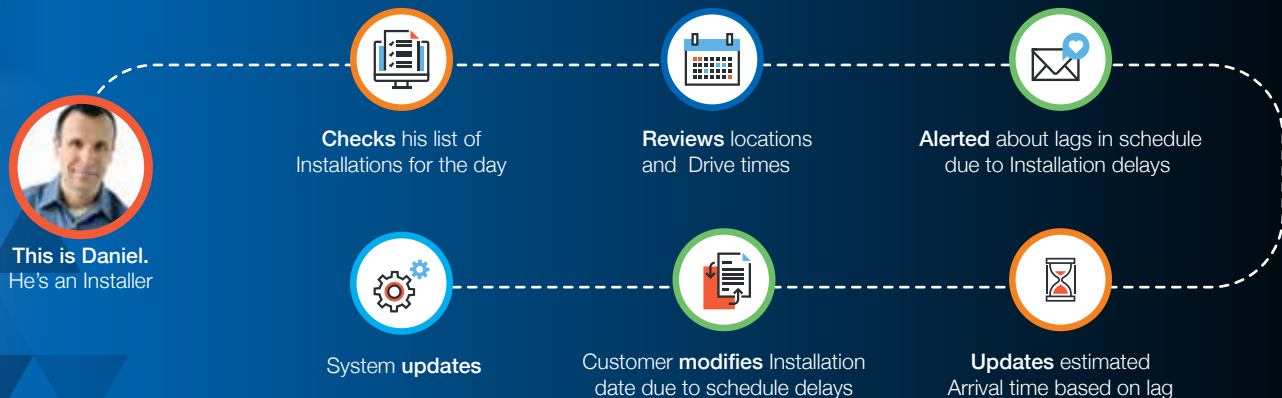 This is Daniel.
He's an Installer
Checks his list of
Installations for the day
Reviews locations
and Drive times
Alerted about lags in schedule
due to Installation delays
Updates estimated
Arrival time based on lag
Customer modifies Installation
date due to schedule delays
System updates